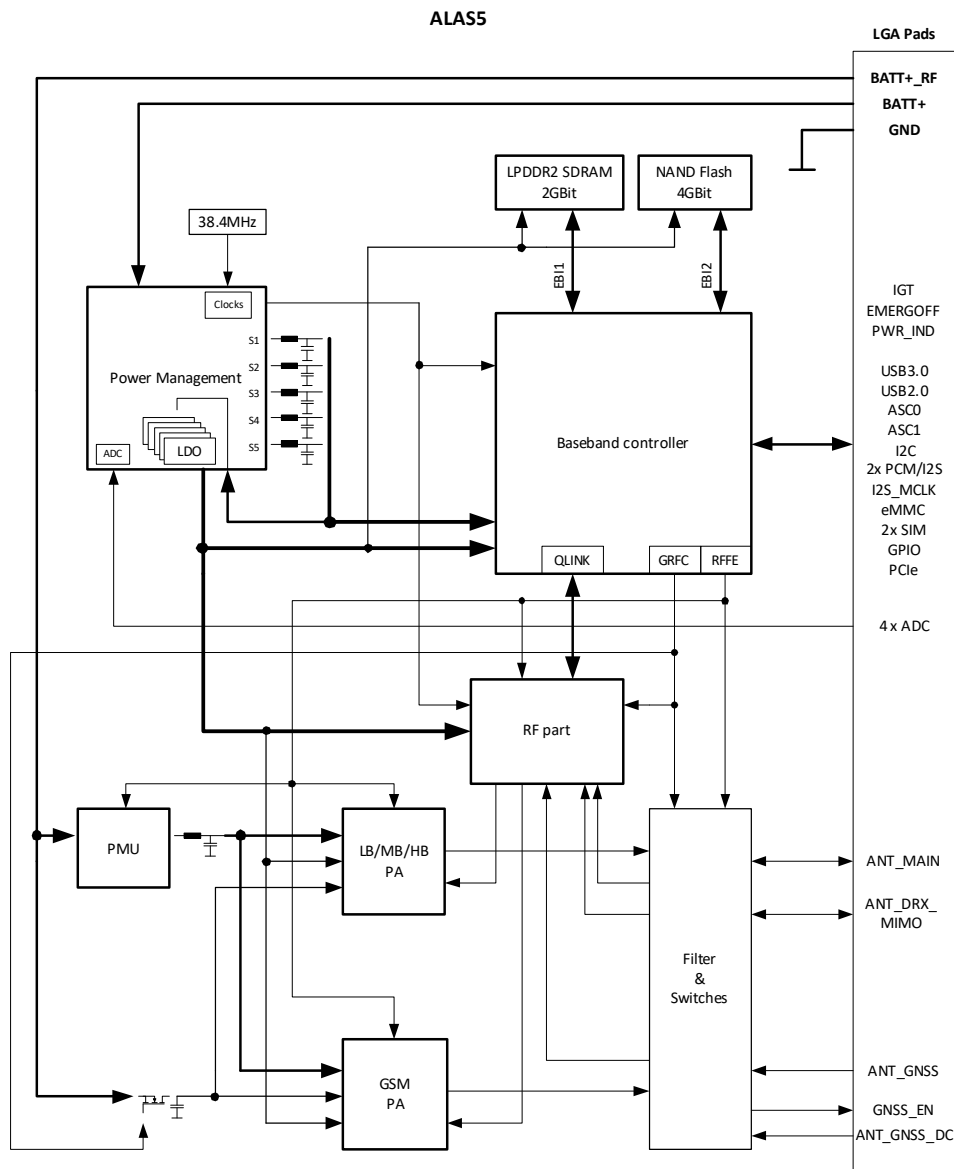 ALAS5
LGA Pads
BATT+_RF
BATT+
GND
LPDDR2 SDRAM
2GBit
NAND Flash
4GBit
38.4MHz
EBI1
EBI2
Clocks
S1
S2
S3
S4
S5
Power Management
LDO
ADC
Baseband controller
QLINK
GRFC
RFFE
IGT
EMERGOFF
PWR_IND
USB3.0
USB2.0
ASC0
ASC1
I2C
2x PCM/I2S
I2S_MCLK
eMMC
2x SIM
GPIO
PCIe
4 x ADC
RF part
PMU
LB/MB/HB
PA
GSM
PA
Filter
&
Switches
ANT_MAIN
ANT_DRX_
MIMO
ANT_GNSS
GNSS_EN
ANT_GNSS_DC